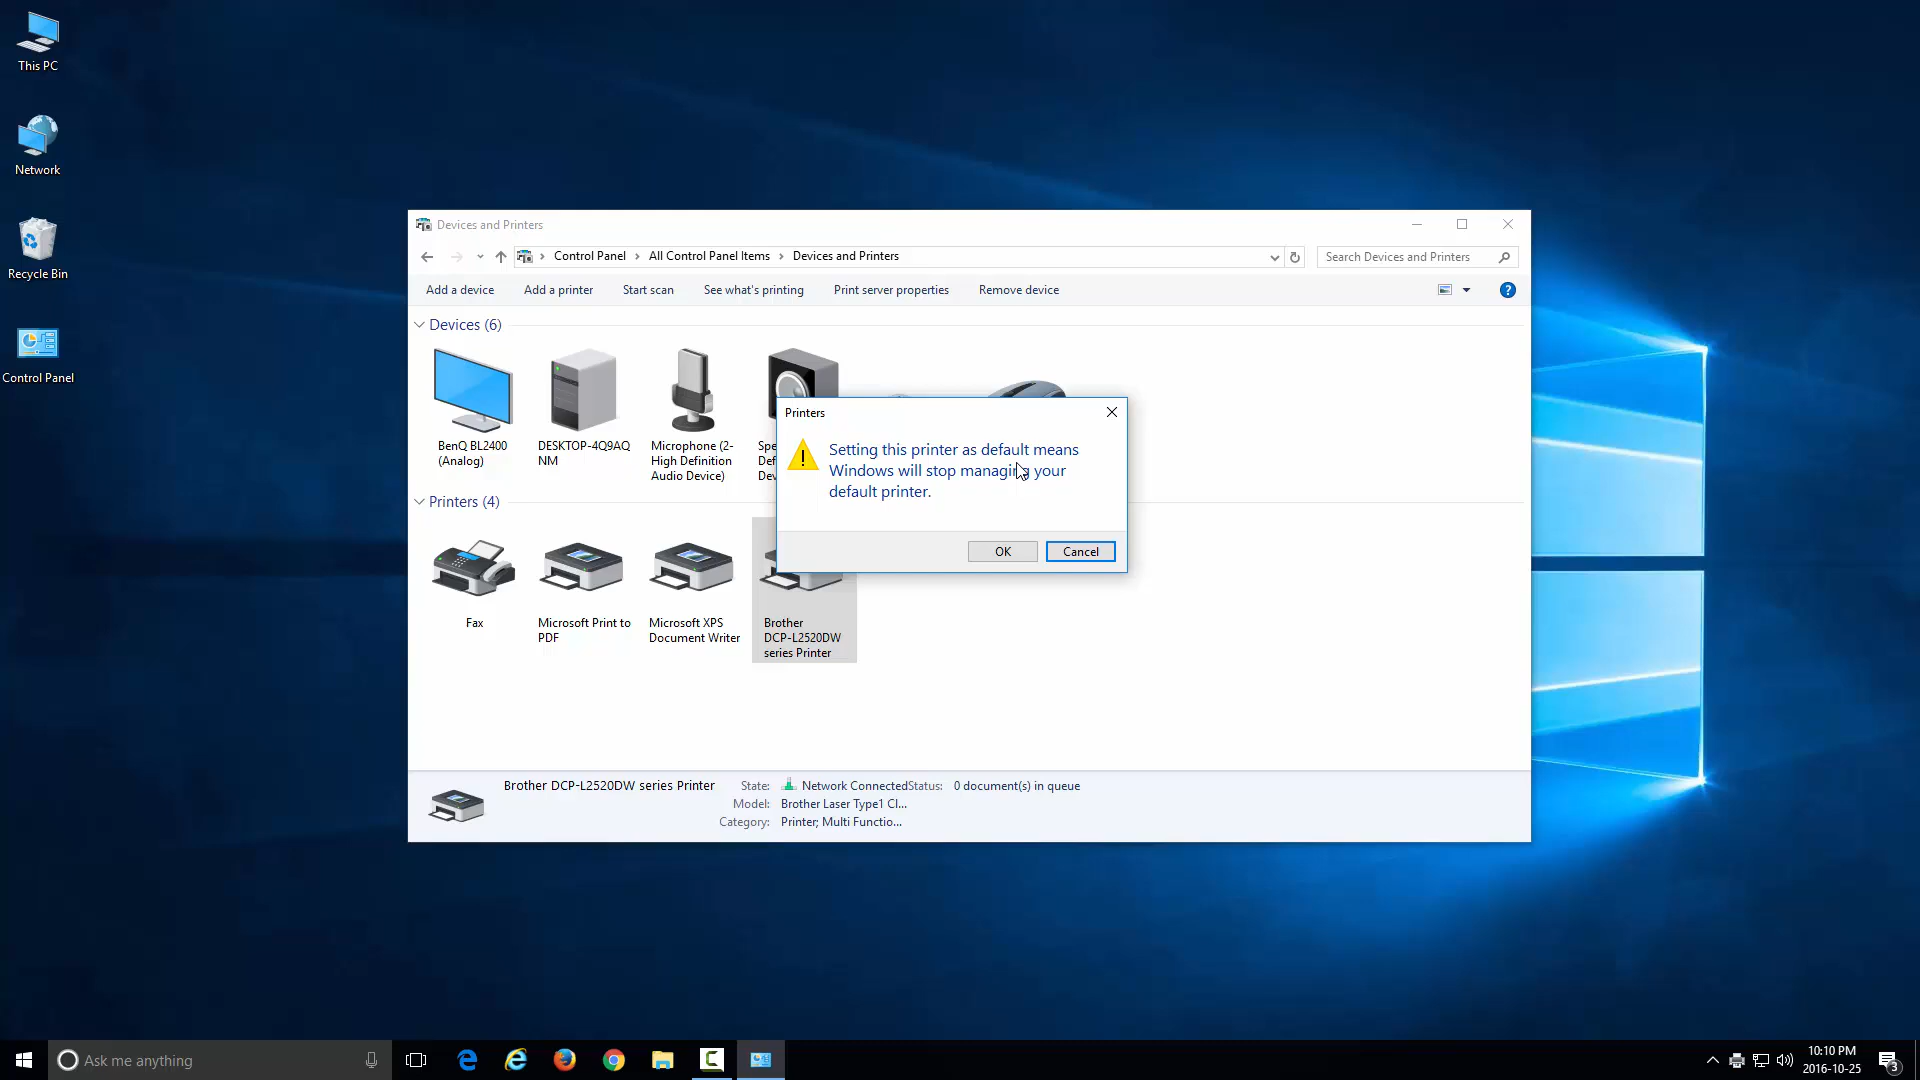 This PC
Network
Recycle Bin
Control Panel
Devices and Printers
Control Panel
All Control Panel Items
Devices and Printers
Search Devices and Printers
Add a device
Add a printer
Start scan
See what's printing
Print server properties
Remove device
?
Devices (6)
BenQ BL2400
(Analog)
DESKTOP-4Q9AQ
NM
Microphone (2-
High Definition
Audio Device)
Printers
Setting this printer as default means
Windows will stop managing your
default printer.
OK
Cancel
Printers (4)
Fax
Microsoft Print to
PDF
Microsoft XPS
Document Writer
Brother
DCP-L2520DW
series Printer
Brother DCP-L2520DW series Printer
State: Network Connected
Status: 0 document(s) in queue
Model: Brother Laser Type1 Cl...
Category: Printer; Multi Functio...
Ask me anything
10:10 PM
2016-10-25
3